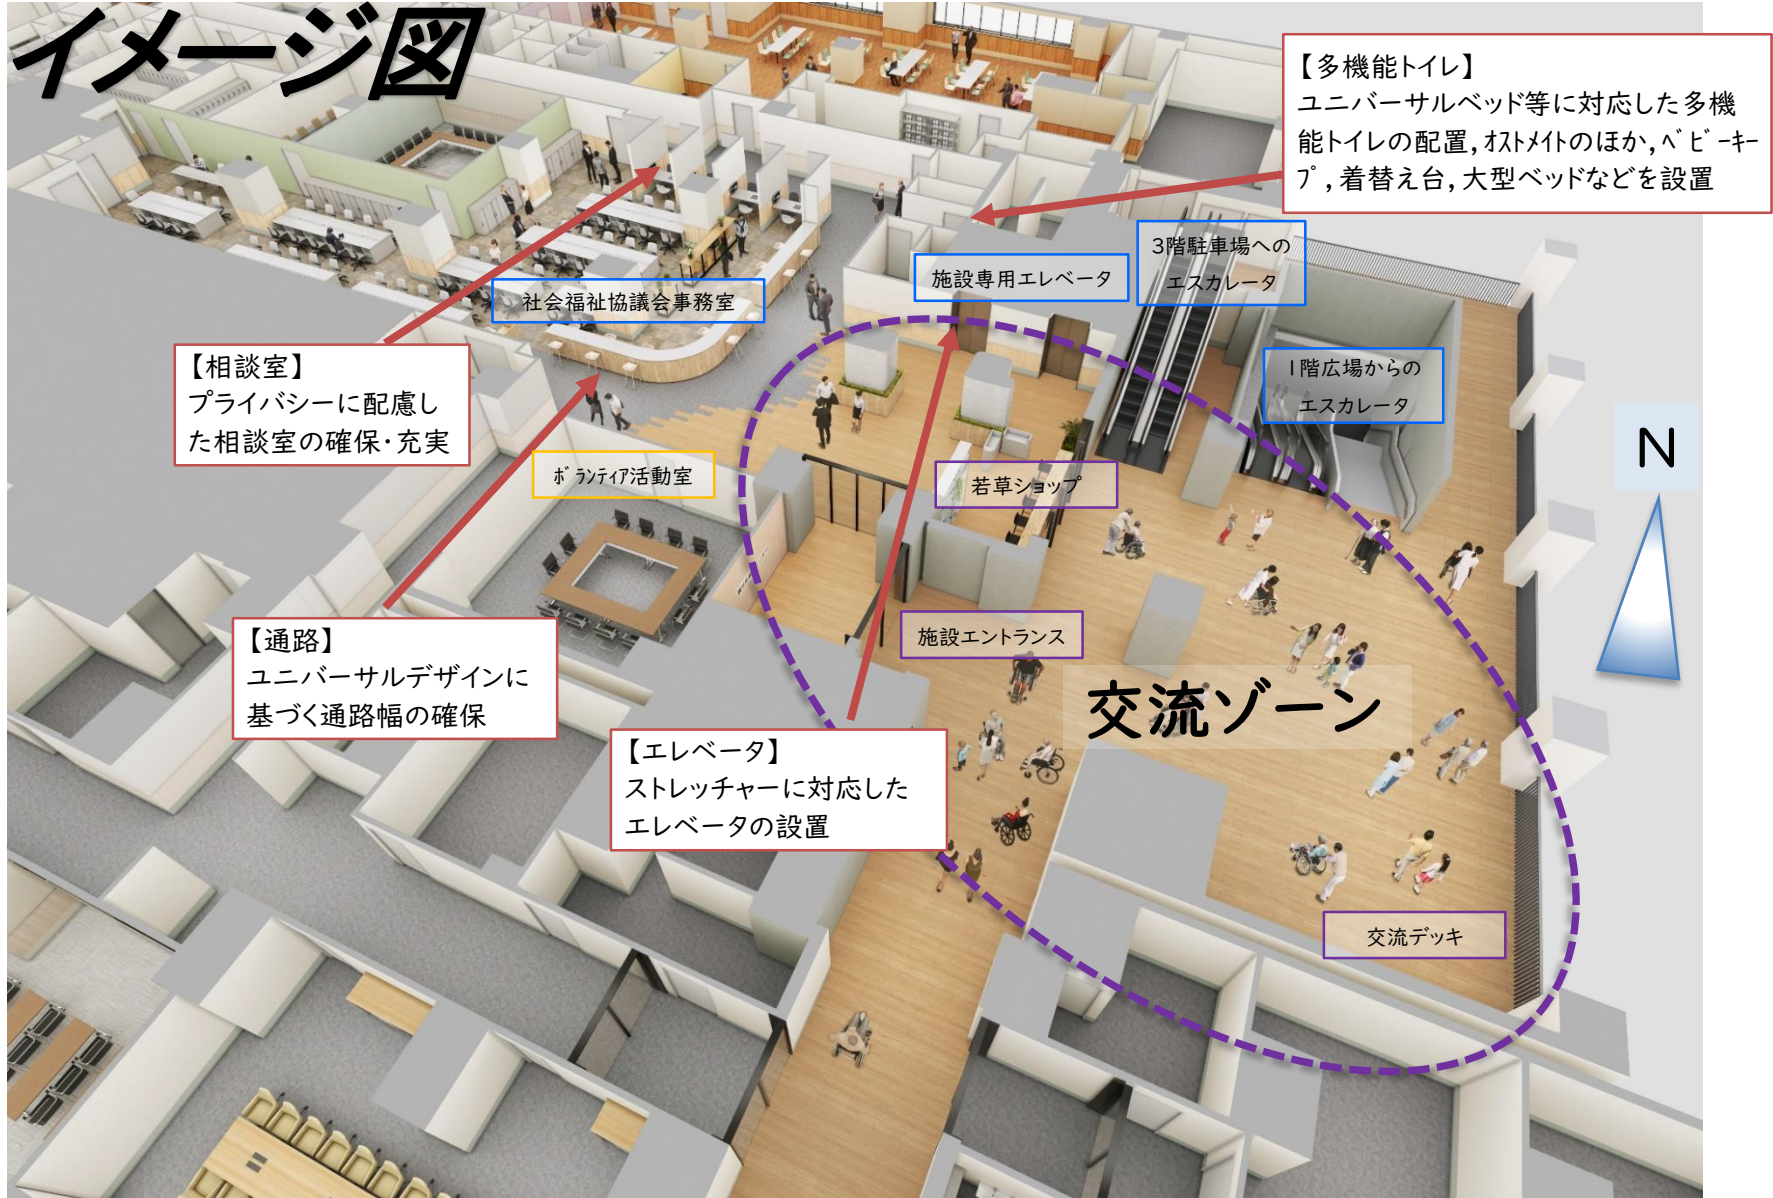 イメージ図
【多機能トイレ】
ユニバーサルベッド等に対応した多機
能トイレの配置,ｵｽﾄﾒｲﾄのほか,ﾍﾞﾋﾞｰｷｰ
ﾌﾟ,着替え台,大型ベッドなどを設置
3階駐車場への
エスカレータ
施設専用エレベータ
社会福祉協議会事務室
【相談室】
プライバシーに配慮し
た相談室の確保・充実
1階広場からの
エスカレータ
N
ﾎﾞﾗﾝﾃｨｱ活動室
若草ショップ
【通路】
ユニバーサルデザインに
基づく通路幅の確保
施設エントランス
交流ゾーン
【エレベータ】
ストレッチャーに対応した
エレベータの設置
交流デッキ